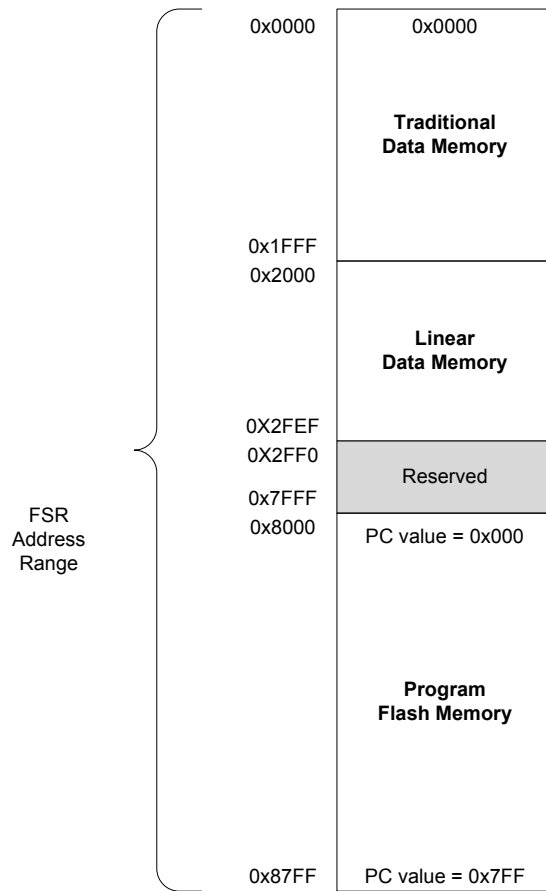 0x0000
0x0000
Traditional
Data Memory
0x1FFF
0x2000
Linear
Data Memory
0X2FEF
0X2FF0
Reserved
0x7FFF
FSR
Address
Range
0x8000
PC value = 0x000
Program
Flash Memory
0x87FF
PC value = 0x7FF